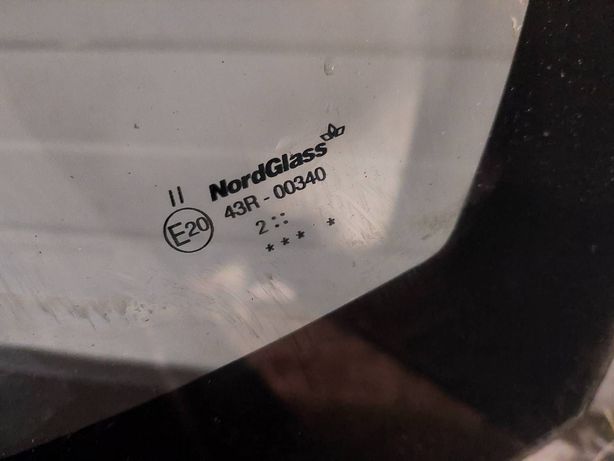 NordGlass
II
43R - 00340
E20
2 ::
*** *